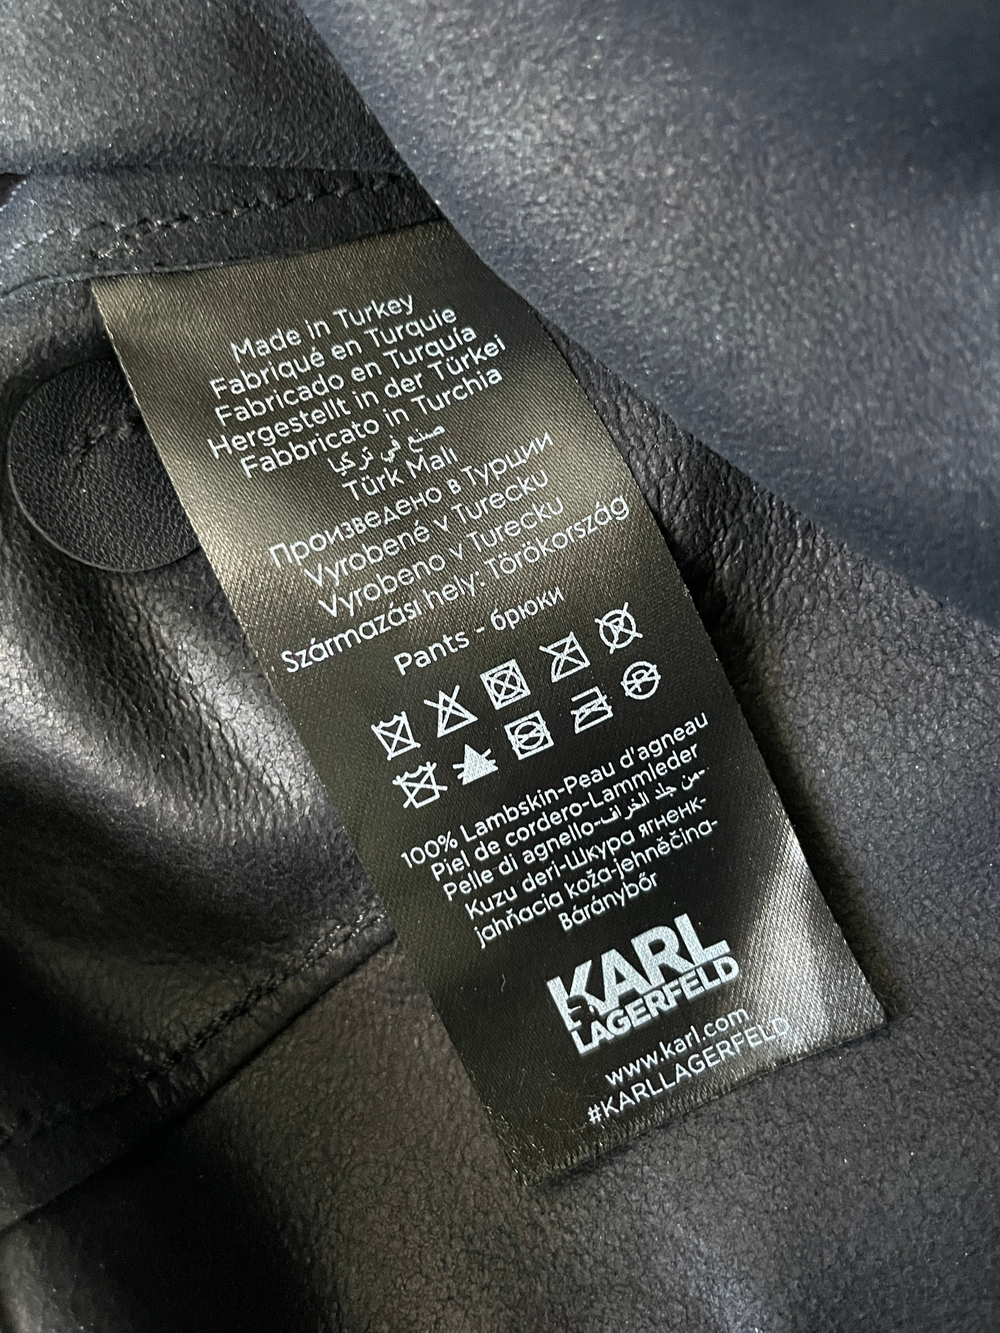 Made in Turkey
Fabriqué en Turquie
Fabricado en Turquía
Hergestellt in der Türkei
Fabbricato in Turchia
صنع في تركيا
Türk Mali
Произведено в Турции
Vyrobené v Turecku
Vyrobeno v Turecku
Származási hely: Törökország
Pants - брюки
100% Lambskin-Peau d'agneau
Piel de cordero-Lammleder
Pelle di agnello-من جلد الخراف-
Kuzu deri-Шкура ягненк-
jahňacia koža-jehněčina-
Báránybőr
KARL
LAGERFELD
www.karl.com
#KARLLAGERFELD